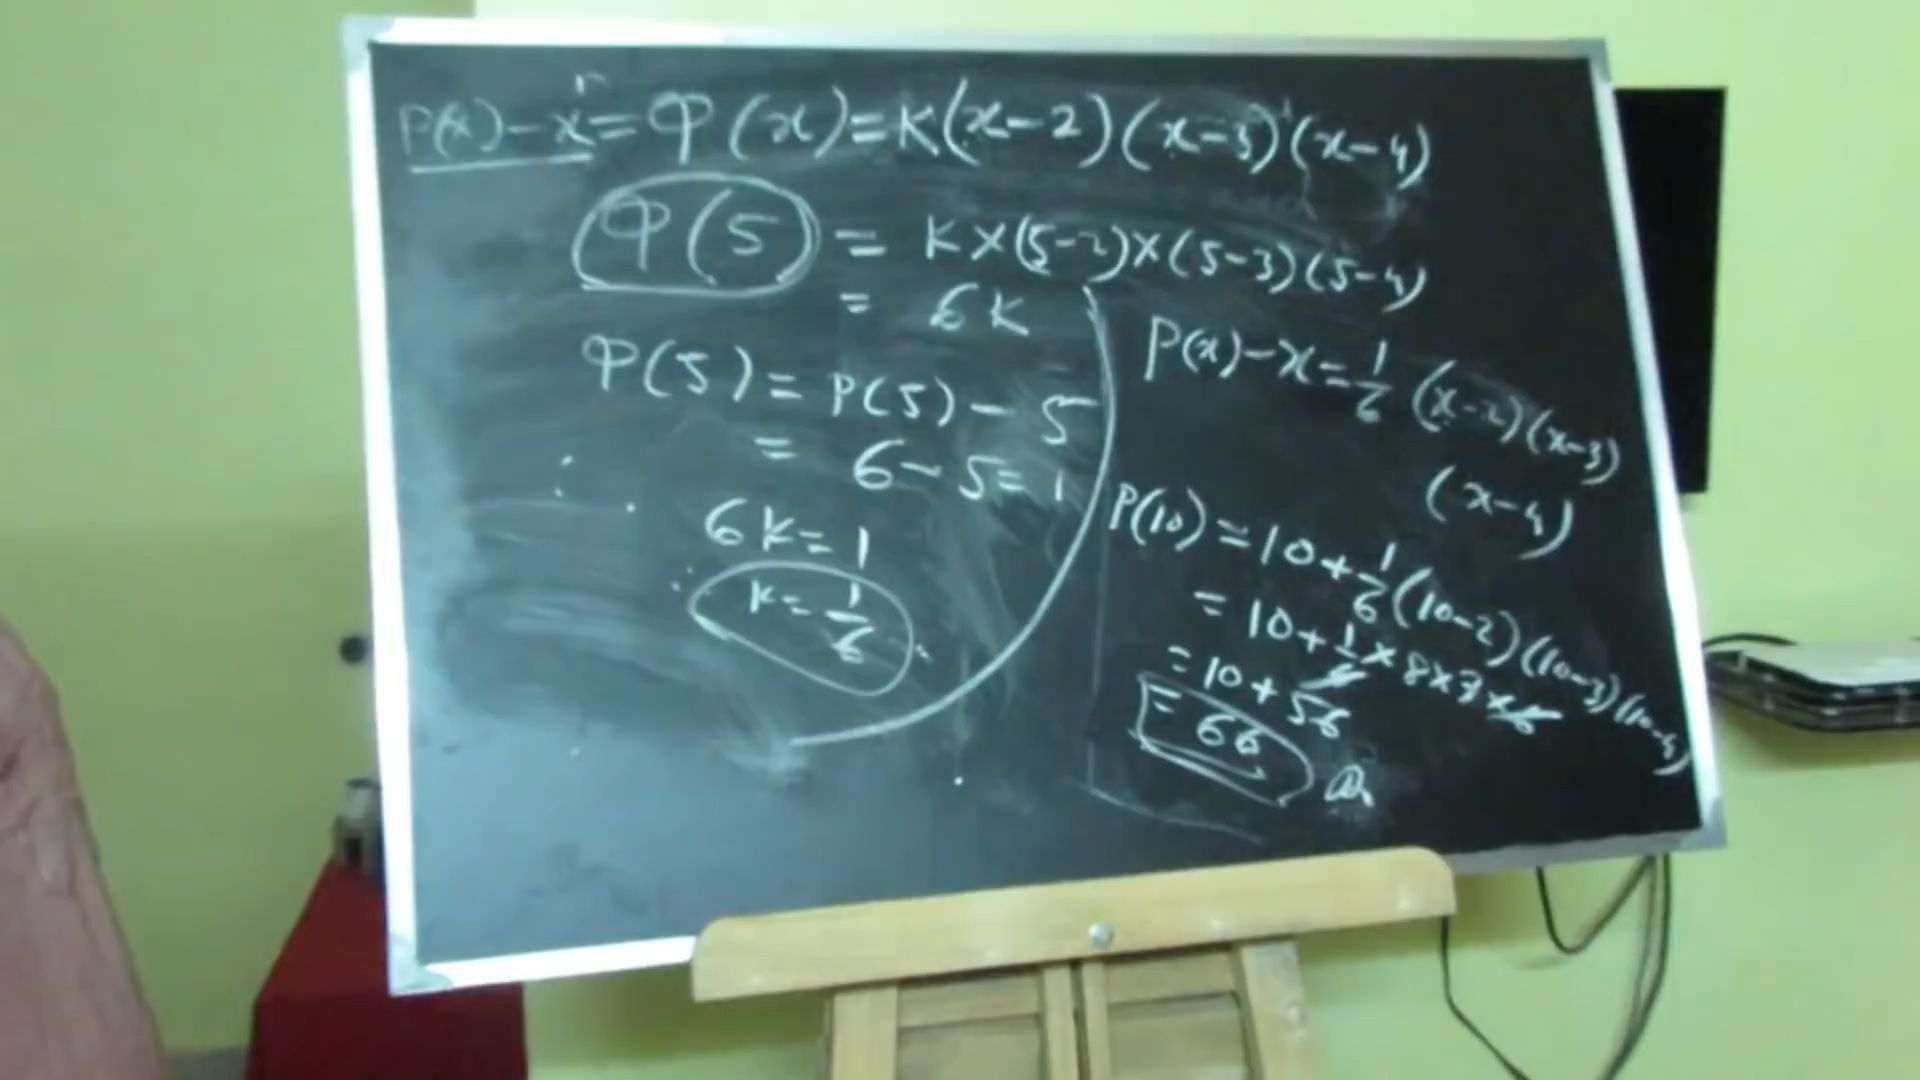 P(x)-x=φ(x)=K(x-2)(x-3)(x-4)
φ(5)=K×(5-2)×(5-3)(5-4)
=6K
φ(5)=P(5)-5
=6-5=1
6K=1
K=1/6
P(x)-x=1/6(x-2)(x-3)
(x-4)
P(10)=10+1/6(10-2)(10-3)(10-4)
=10+1/6×8×7×6
=10+56
=66